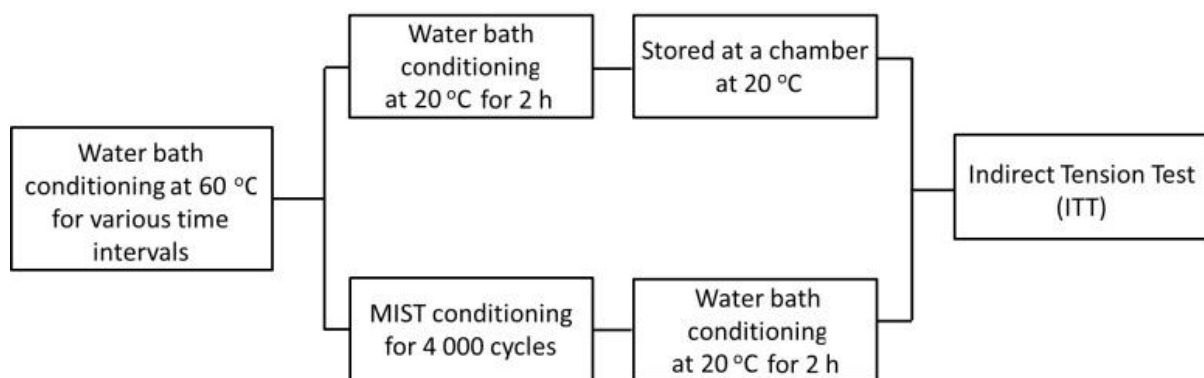 Water bath
conditioning at 60 °C
for various time
intervals
Water bath
conditioning
at 20 °C for 2 h
Stored at a chamber
at 20 °C
MIST conditioning
for 4 000 cycles
Water bath
conditioning
at 20 °C for 2 h
Indirect Tension Test
(ITT)